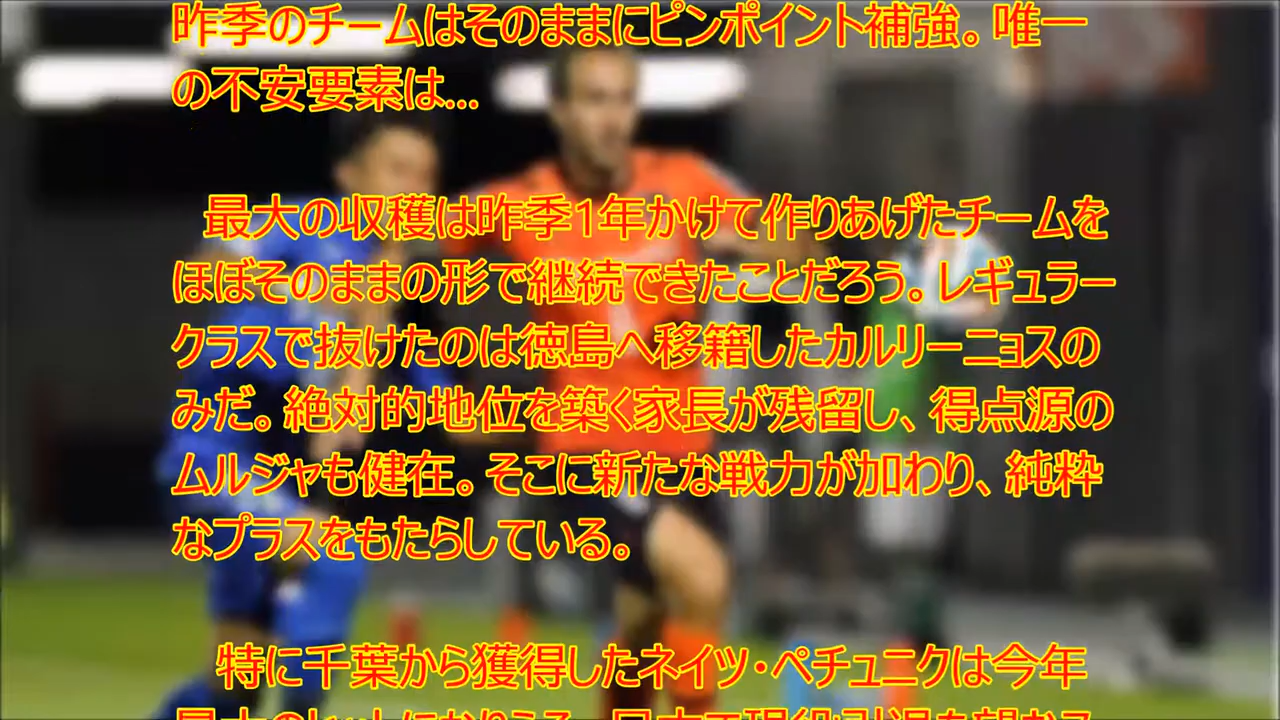 昨季のチームはそのままにピンポイント補強。唯一
の不安要素は…
最大の収穫は昨季1年かけて作りあげたチームを
ほぼそのままの形で継続できたことだろう。レギュラー
クラスで抜けたのは徳島へ移籍したカルリーニョスの
みだ。絶対的地位を築く家長が残留し、得点源の
ムルジャも健在。そこに新たな戦力が加わり、純粋
なプラスをもたらしている。
特に千葉から獲得したネイツ・ペチュニクは今年